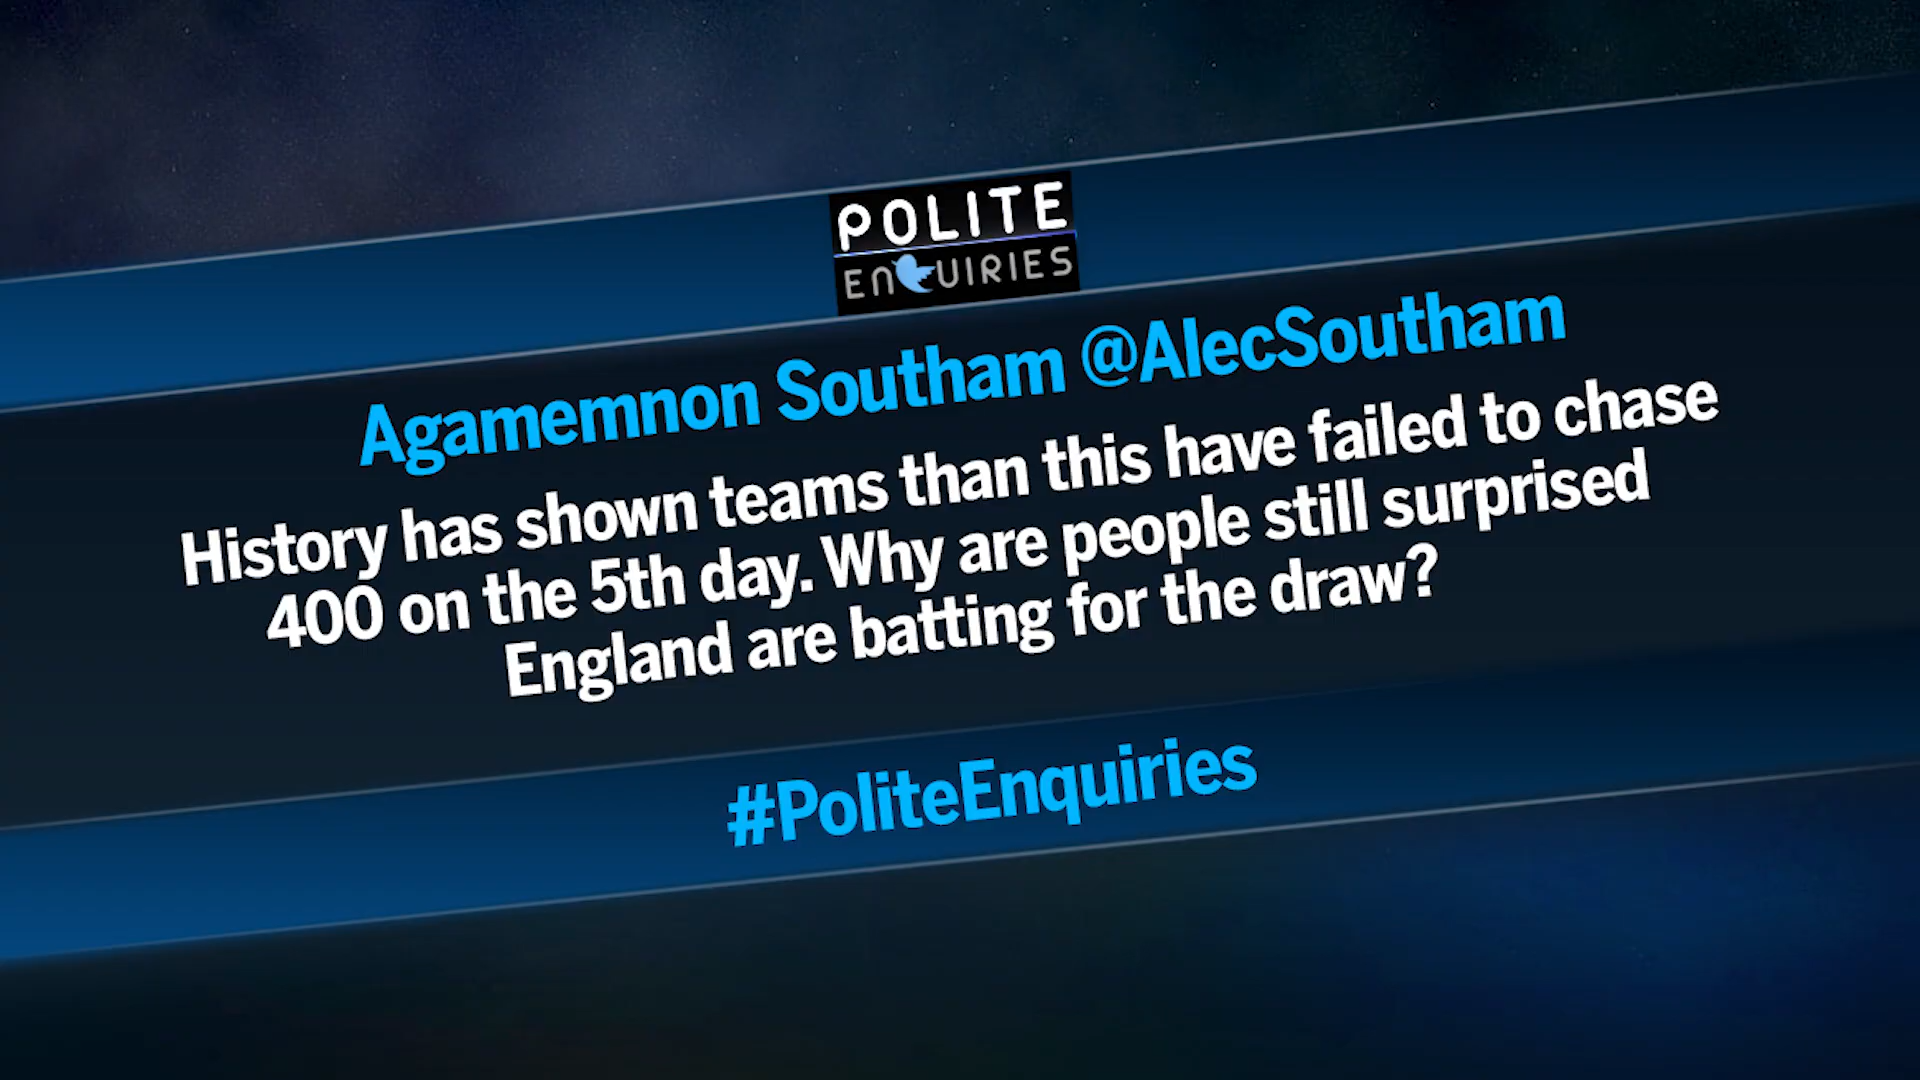 POLITE
ENQUIRIES
Agamemnon Southam @AlecSoutham
History has shown teams than this have failed to chase
400 on the 5th day. Why are people still surprised
England are batting for the draw?
#PoliteEnquiries